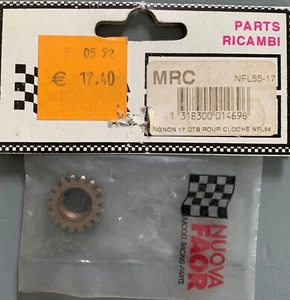 PARTS
RICAMBI
05 92
€ 17.40
MRC NFL55-17
1 318300 014696
PIGNON 17 DTS POUR CLOCHE NFL54
NUOVA
FAOR
MODEL RACING PARTS